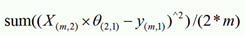 sum((X_(m,2) × θ_(2,1) − y_(m,1))^^2)/(2*m)